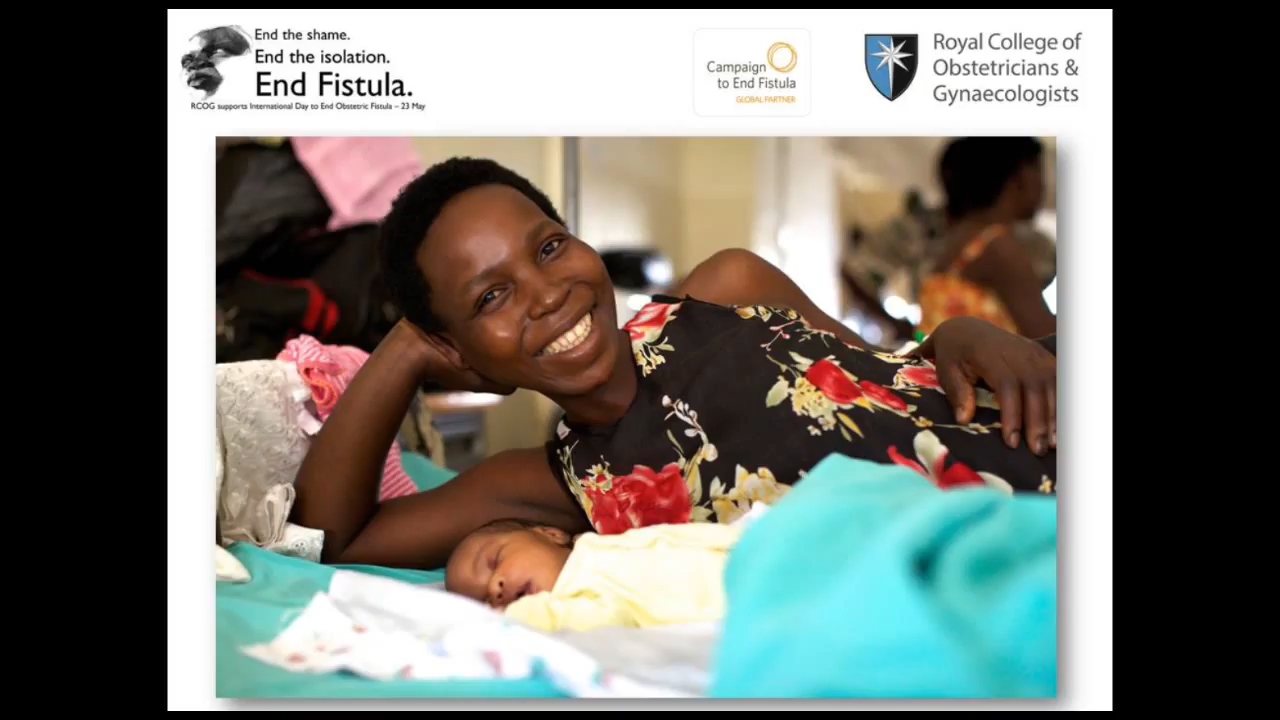 End the shame.
End the isolation.
End Fistula.
RCOG supports International Day to End Obstetric Fistula – 23 May
Campaign
to End Fistula
GLOBAL PARTNER
Royal College of
Obstetricians &
Gynaecologists